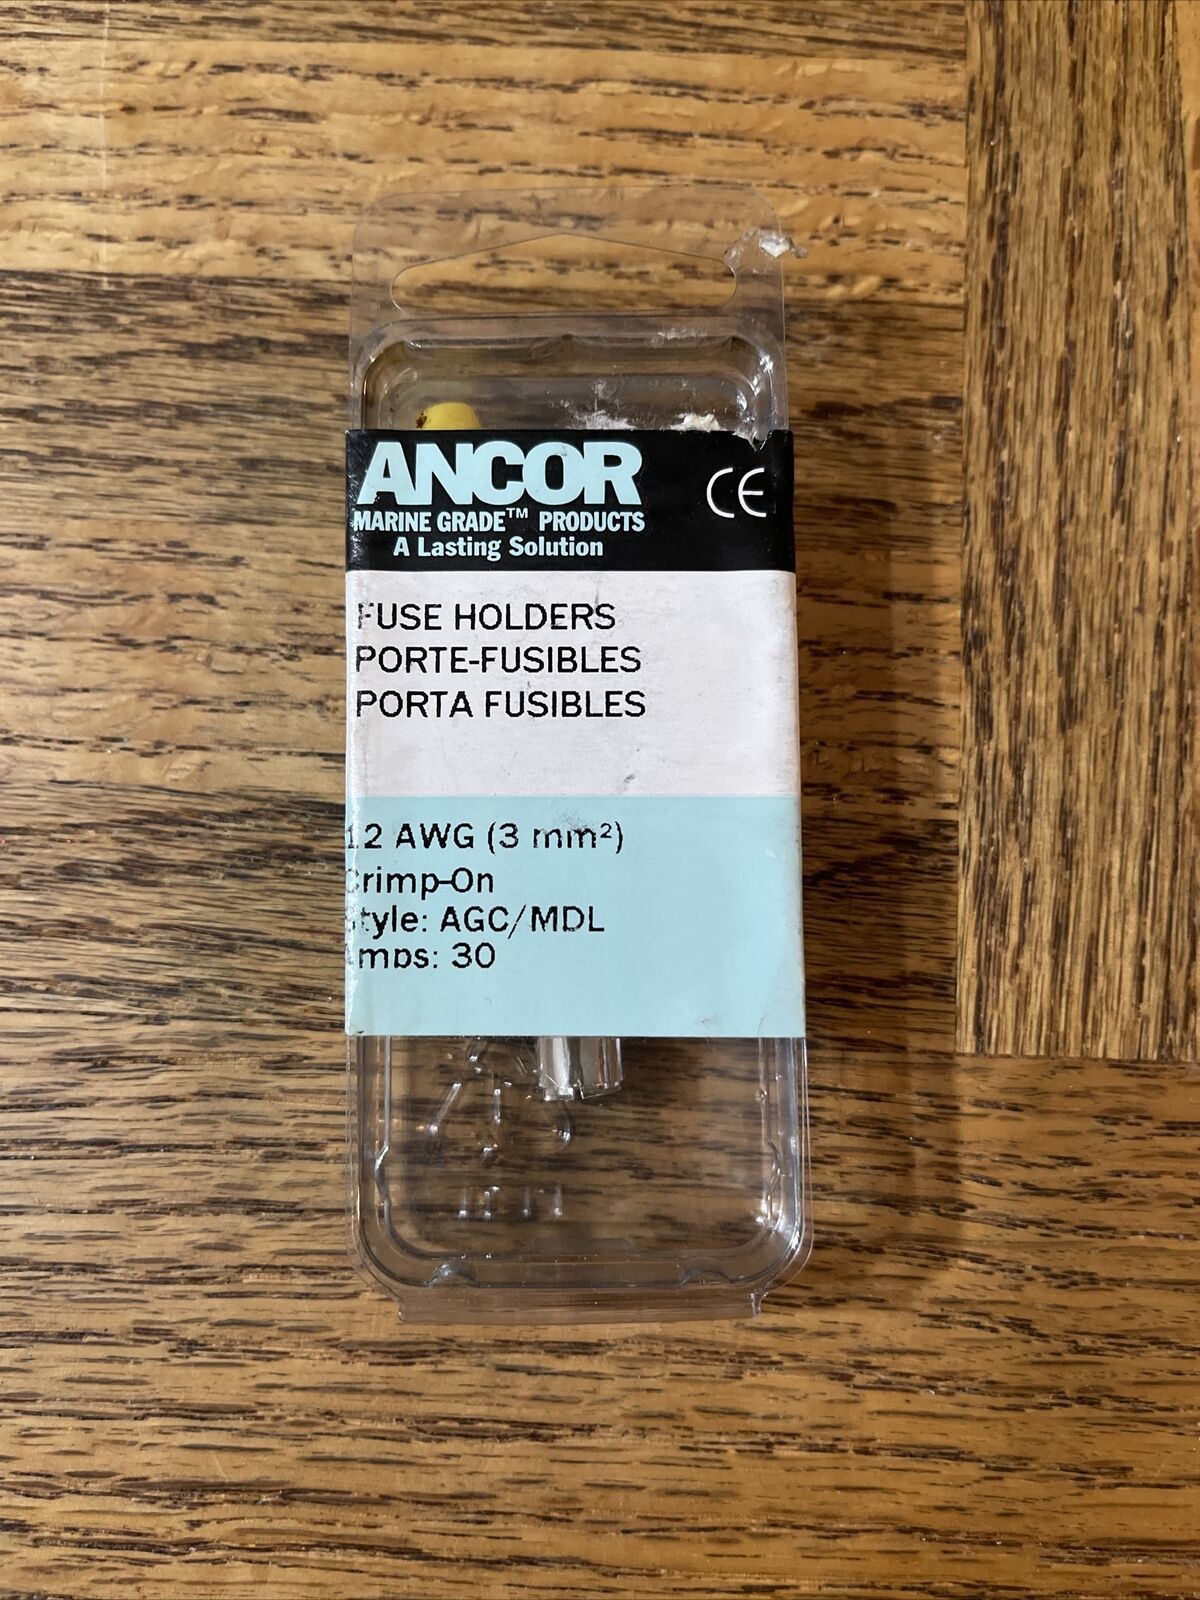 ANCOR
MARINE GRADE™ PRODUCTS
A Lasting Solution
CE
FUSE HOLDERS
PORTE-FUSIBLES
PORTA FUSIBLES
12 AWG (3 mm²)
Crimp-On
Style: AGC/MDL
Amps: 30